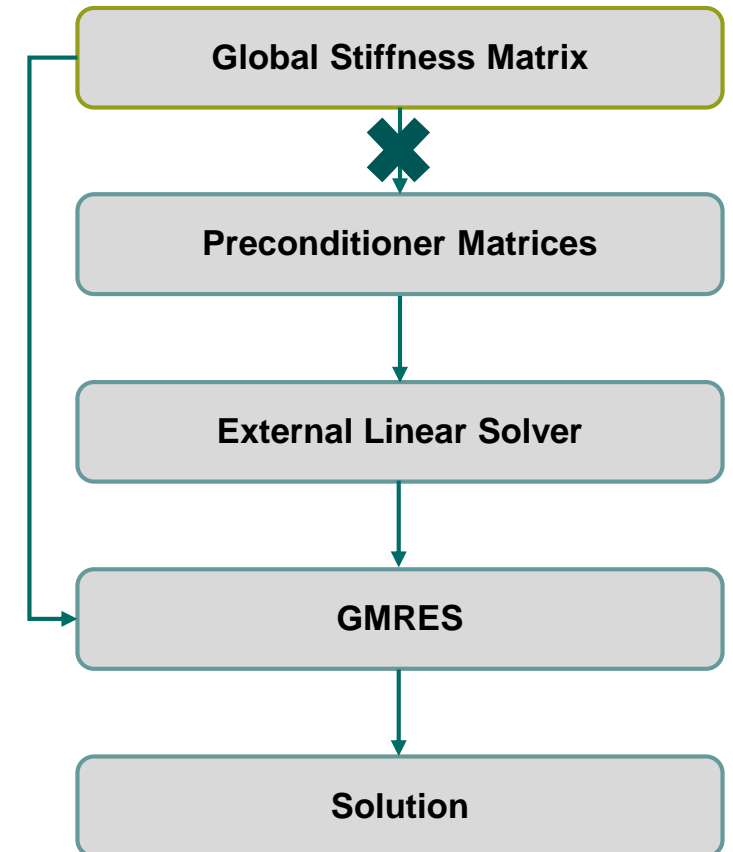 Global Stiffness Matrix
Preconditioner Matrices
External Linear Solver
GMRES
Solution